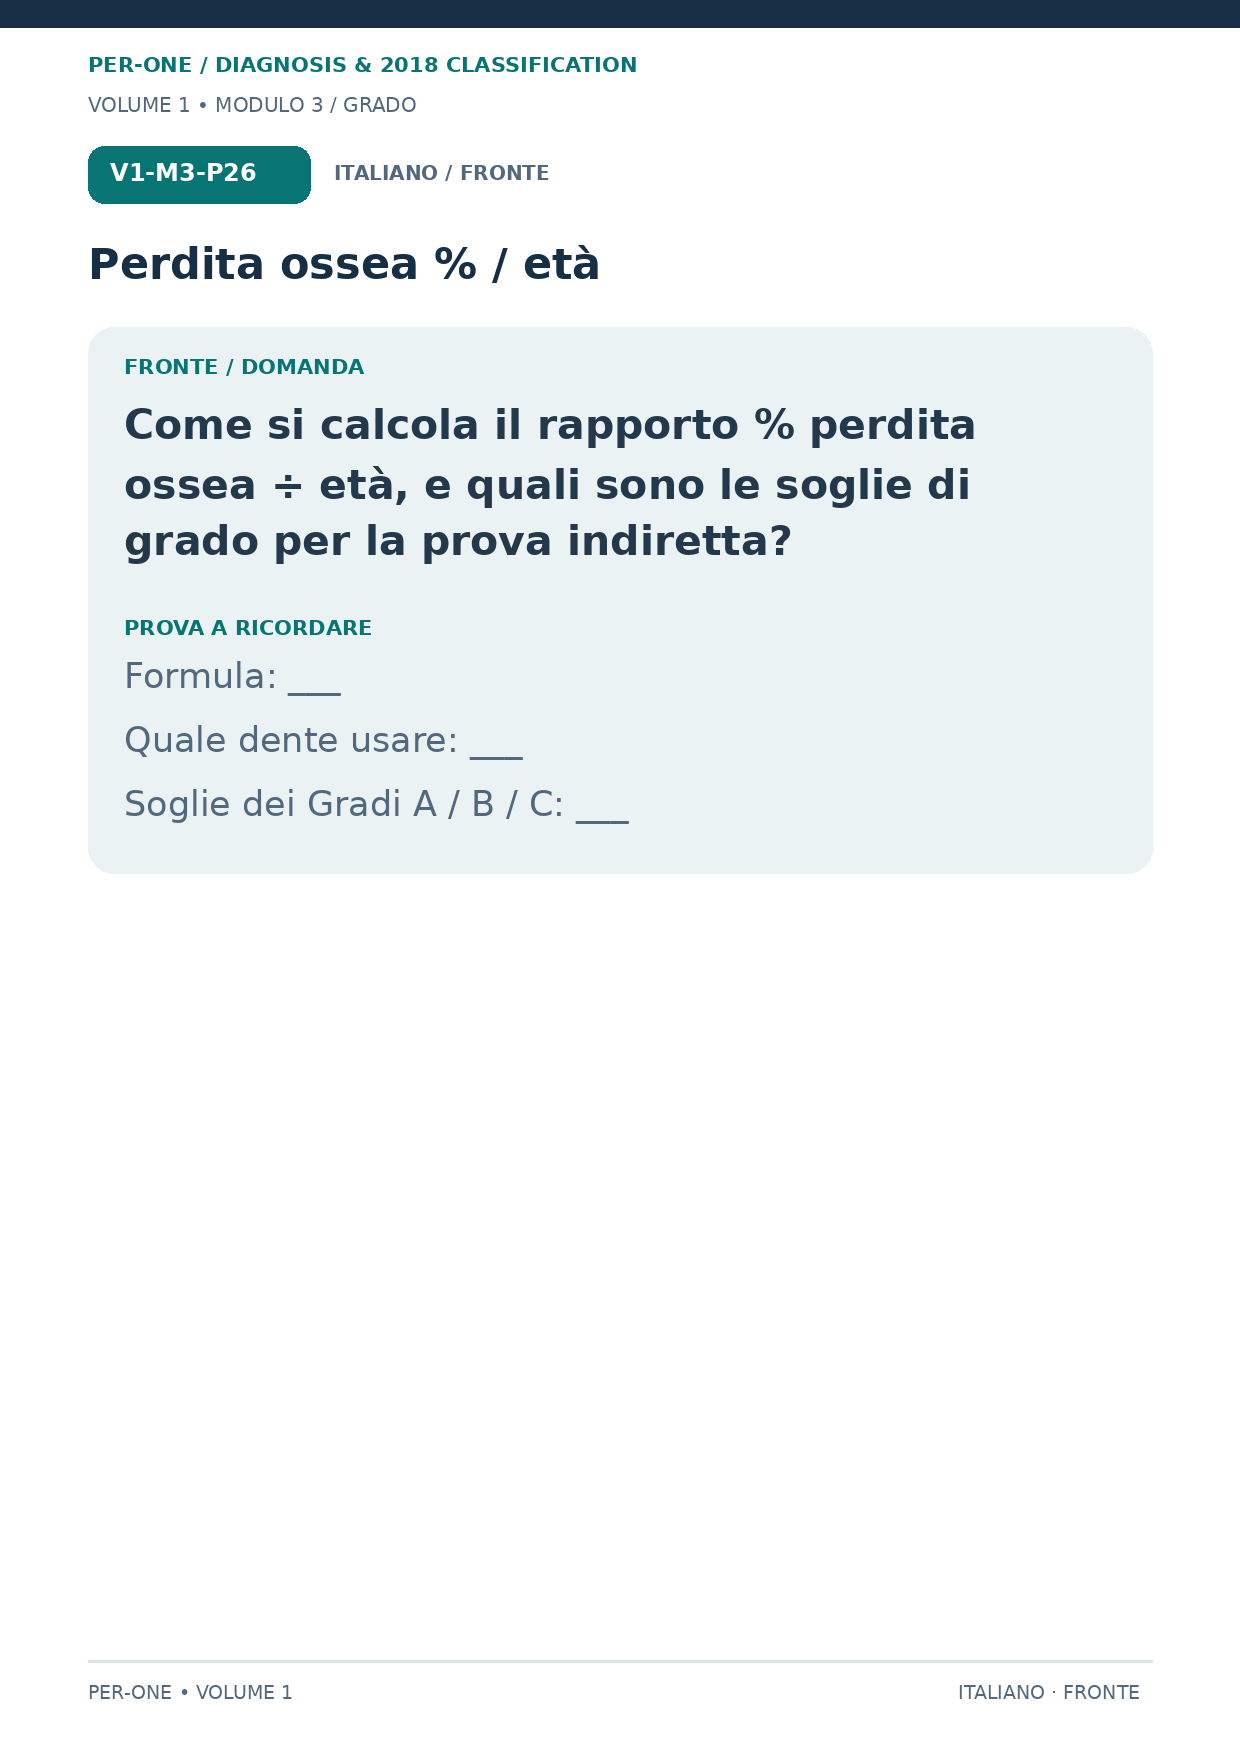 PER-ONE / DIAGNOSIS & 2018 CLASSIFICATION
VOLUME 1 • MODULO 3 / GRADO
V1-M3-P26
ITALIANO / FRONTE
Perdita ossea % / età
FRONTE / DOMANDA
Come si calcola il rapporto % perdita
ossea ÷ età, e quali sono le soglie di
grado per la prova indiretta?
PROVA A RICORDARE
Formula: ___
Quale dente usare: ___
Soglie dei Gradi A / B / C: ___
PER-ONE • VOLUME 1
ITALIANO · FRONTE